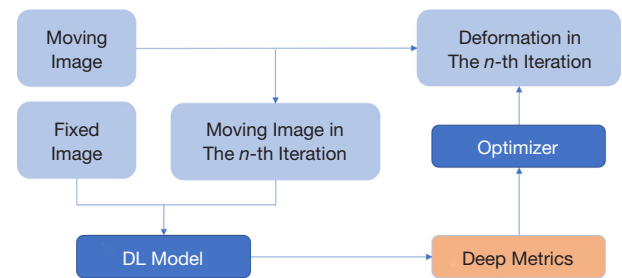 Moving
Image
Deformation in
The n-th Iteration
Fixed
Image
Moving Image in
The n-th Iteration
Optimizer
DL Model
Deep Metrics